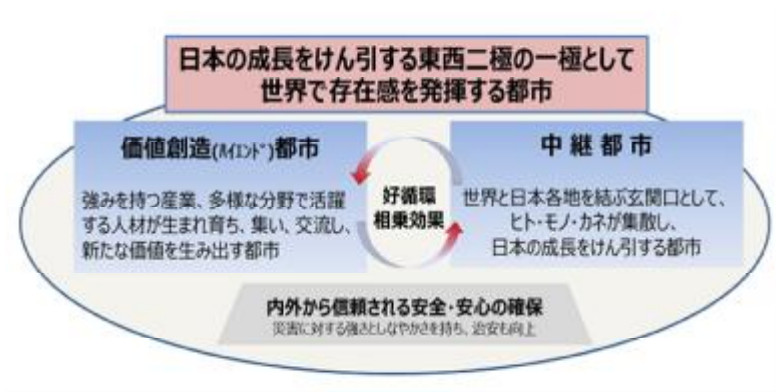 日本の成長をけん引する東西二極の一極として
世界で存在感を発揮する都市
価値創造(ハイエンド)都市
強みを持つ産業、多様な分野で活躍
する人材が生まれ育ち、集い、交流し、
新たな価値を生み出す都市
好循環
相乗効果
中継都市
世界と日本各地を結ぶ玄関口として、
ヒト・モノ・カネが集散し、
日本の成長をけん引する都市
内外から信頼される安全・安心の確保
災害に対する強さとしなやかさを持ち、治安も向上